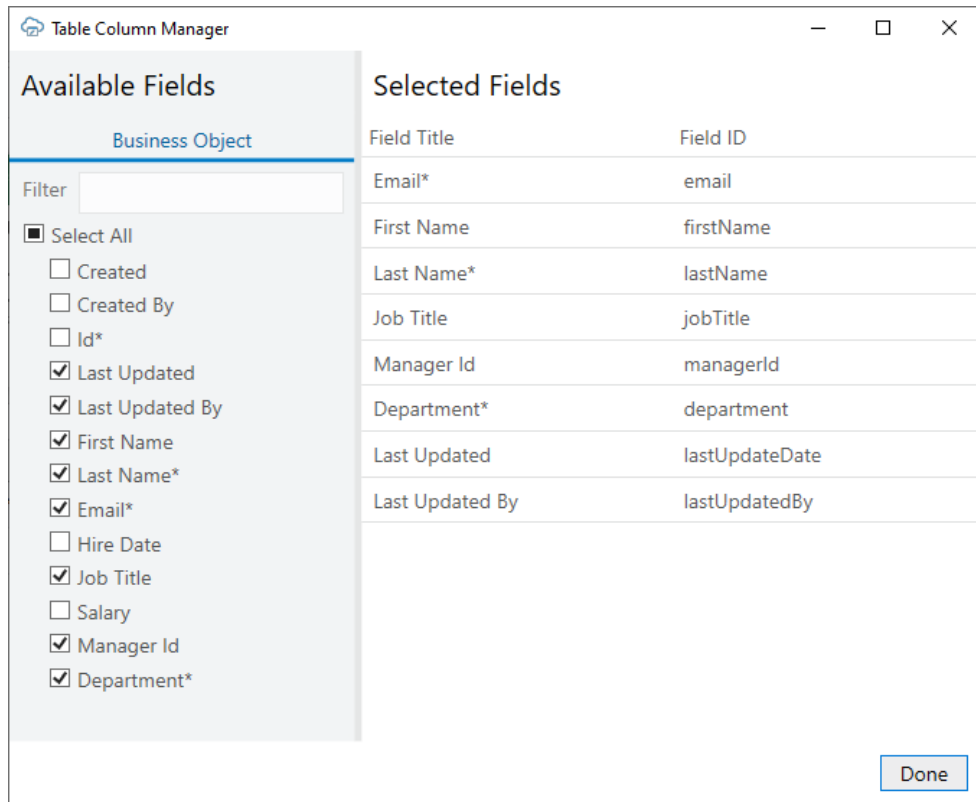 Table Column Manager
Available Fields
Business Object
Filter
Select All
Created
Created By
Id*
Last Updated
Last Updated By
First Name
Last Name*
Email*
Hire Date
Job Title
Salary
Manager Id
Department*
Selected Fields
Field Title Field ID
Email* email
First Name firstName
Last Name* lastName
Job Title jobTitle
Manager Id managerId
Department* department
Last Updated lastUpdateDate
Last Updated By lastUpdatedBy
Done